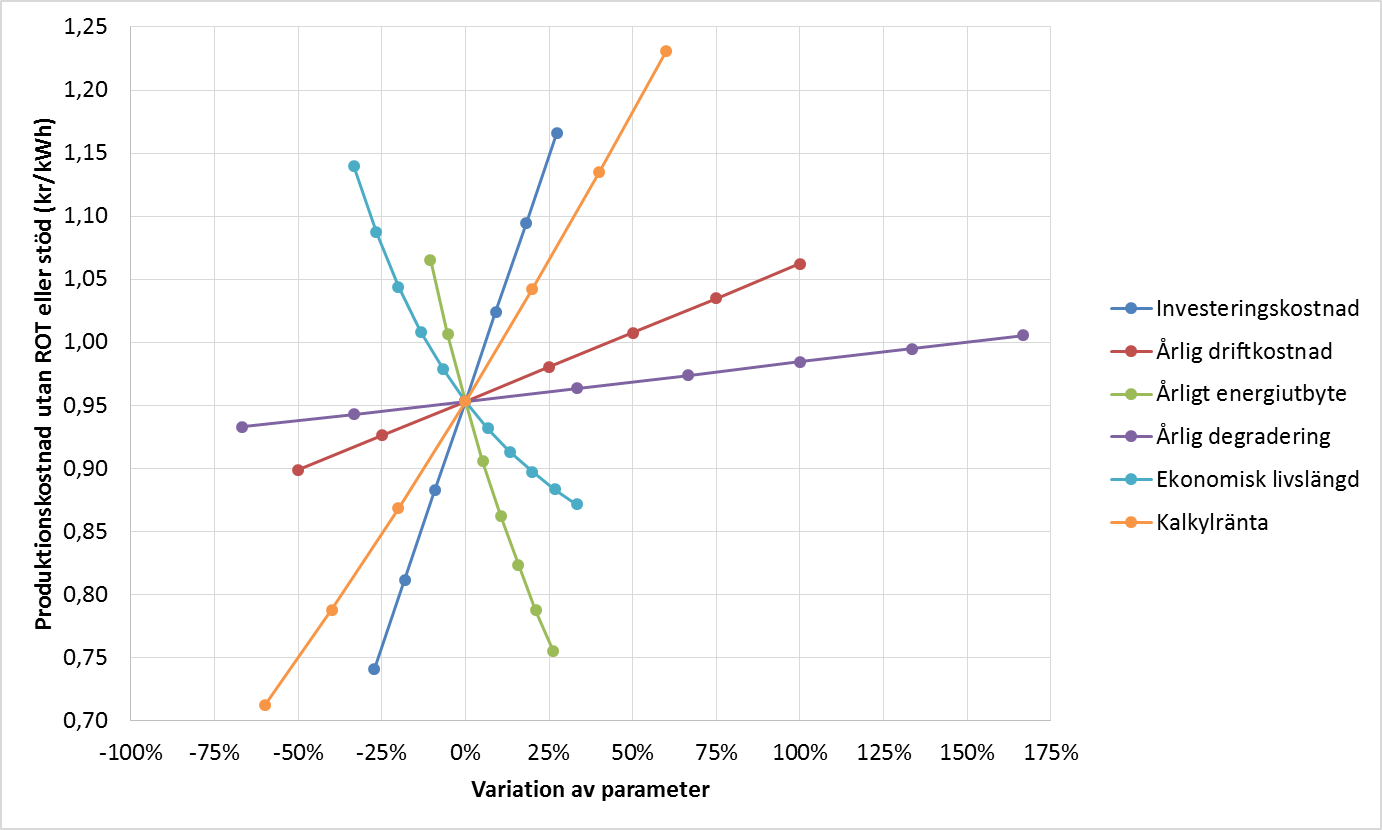 Produktionskostnad utan ROT eller stöd (kr/kWh)
1,25
1,20
1,15
1,10
1,05
1,00
0,95
0,90
0,85
0,80
0,75
0,70
-100% -75% -50% -25% 0% 25% 50% 75% 100% 125% 150% 175%
Variation av parameter
Investeringskostnad
Årlig driftkostnad
Årligt energiutbyte
Årlig degradering
Ekonomisk livslängd
Kalkylränta